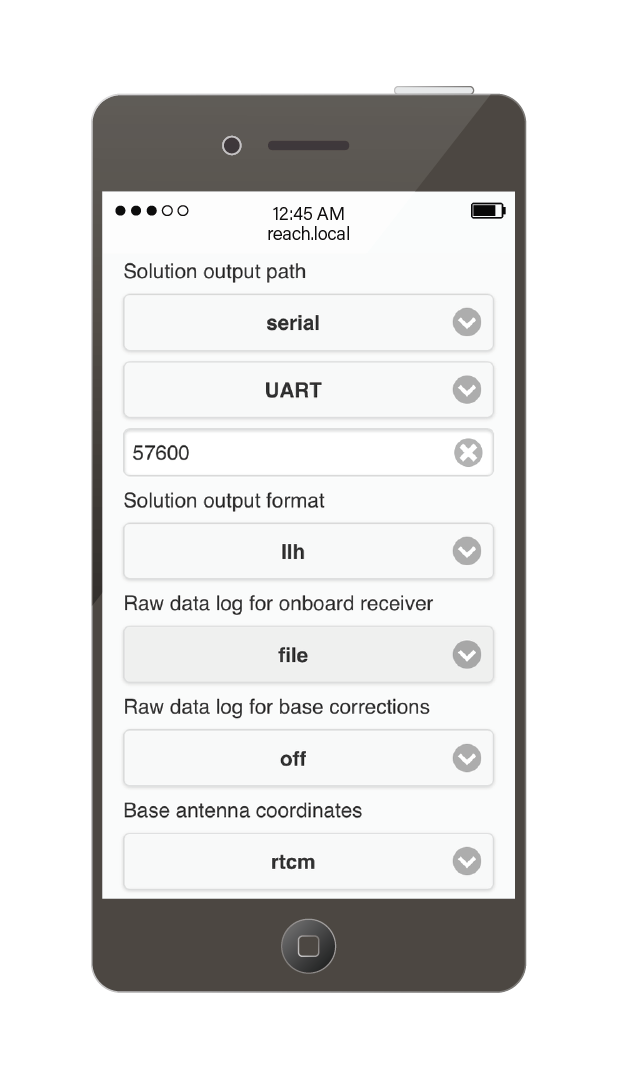 12:45 AM
reach.local
Solution output path
serial
UART
57600
Solution output format
llh
Raw data log for onboard receiver
file
Raw data log for base corrections
off
Base antenna coordinates
rtcm